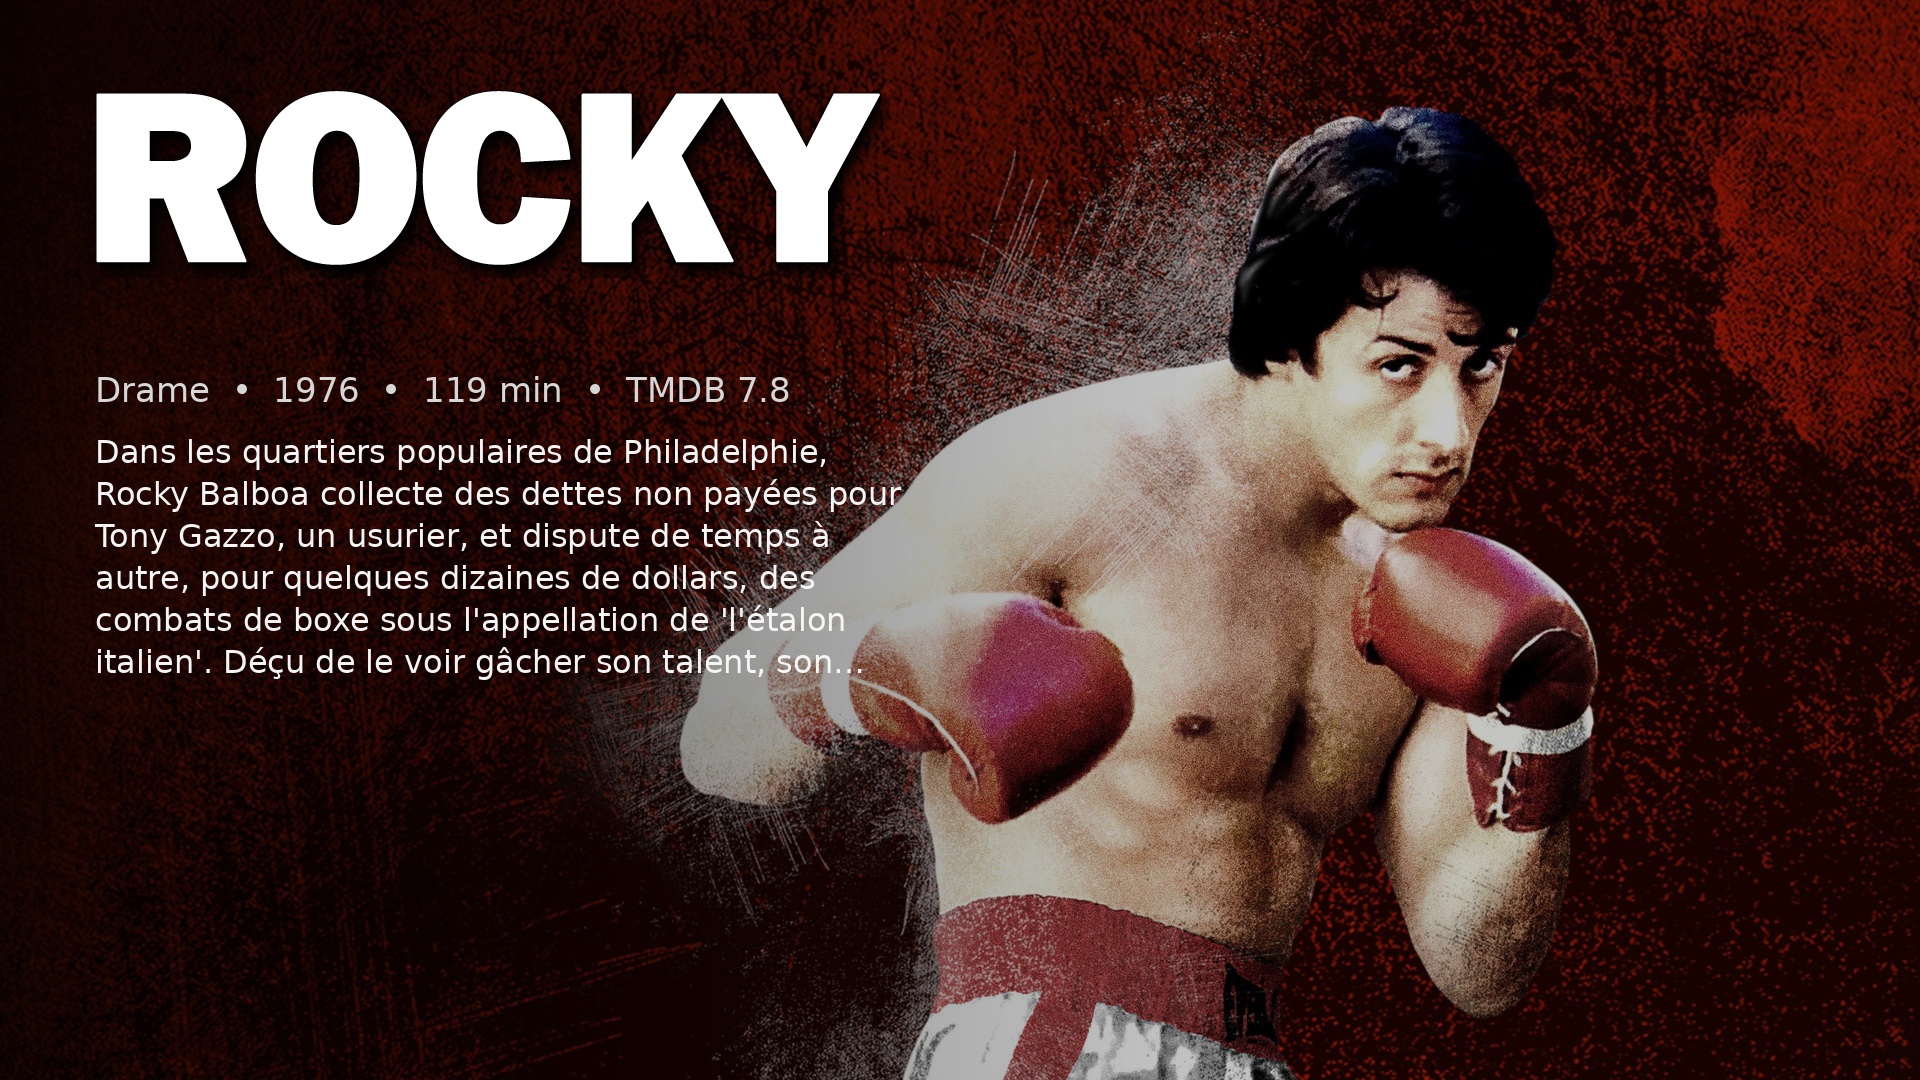 ROCKY
Drame • 1976 • 119 min • TMDB 7.8
Dans les quartiers populaires de Philadelphie,
Rocky Balboa collecte des dettes non payées pour
Tony Gazzo, un usurier, et dispute de temps à
autre, pour quelques dizaines de dollars, des
combats de boxe sous l'appellation de 'l'étalon
italien'. Déçu de le voir gâcher son talent, son...